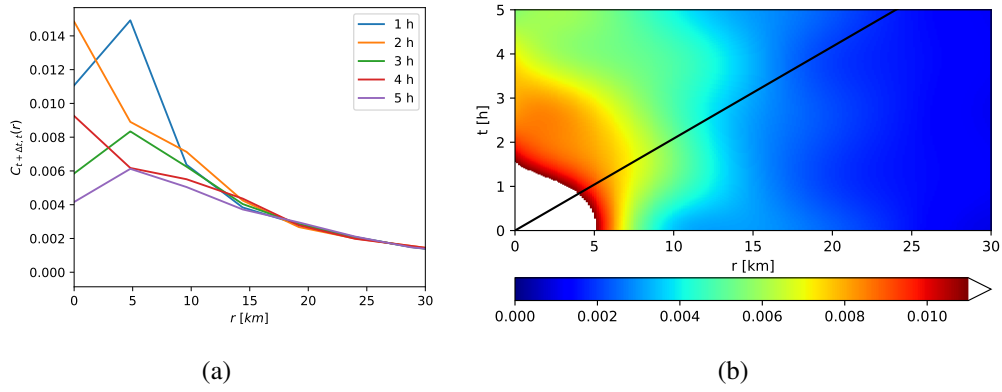 0.014
0.012
0.010
0.008
0.006
0.004
0.002
0.000
C_{t+Δt,t}(r)
0 5 10 15 20 25 30
r [km]
1 h
2 h
3 h
4 h
5 h
(a)
5
4
3
2
1
0
t [h]
0 5 10 15 20 25 30
r [km]
0.000 0.002 0.004 0.006 0.008 0.010
(b)